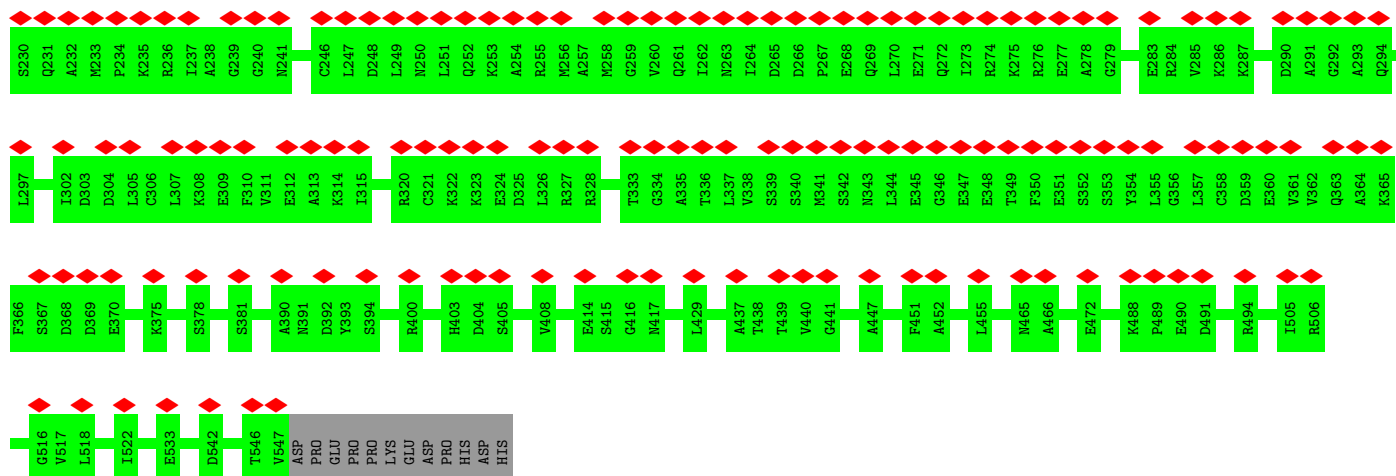 S230 Q231 A232 M233 P234 K235 R236 I237 A238 G239 G240 N241 C246 L247 D248 L249 N250 L251 Q252 K253 A254 R255 M256 A257 M258 G259 V260 Q261 I262 N263 I264 D265 D266 P267 E268 Q269 L270 E271 Q272 I273 R274 K275 R276 E277 A278 G279 E283 R284 V285 K286 K287 D290 A291 G292 A293 Q294
L297 I302 D303 D304 L305 C306 L307 K308 E309 F310 V311 E312 A313 K314 I315 R320 C321 K322 K323 E324 D325 L326 R327 R328 T333 G334 A335 T336 L337 V338 S339 S340 M341 S342 N343 L344 E345 G346 E347 E348 T349 F350 E351 S352 S353 Y354 L355 G356 L357 C358 D359 E360 V361 V362 Q363 A364 K365
F366 S367 D368 D369 E370 K375 S378 S381 A390 N391 D392 Y393 S394 R400 H403 D404 S405 V408 E414 S415 G416 N417 L429 A437 T438 T439 V440 G441 A447 F451 A452 L455 N465 A466 E472 K488 P489 E490 D491 R494 I505 R506
G516 V517 L518 I522 E533 D542 T546 V547 ASP PRO GLU PRO PRO LYS GLU ASP PRO HIS ASP HIS